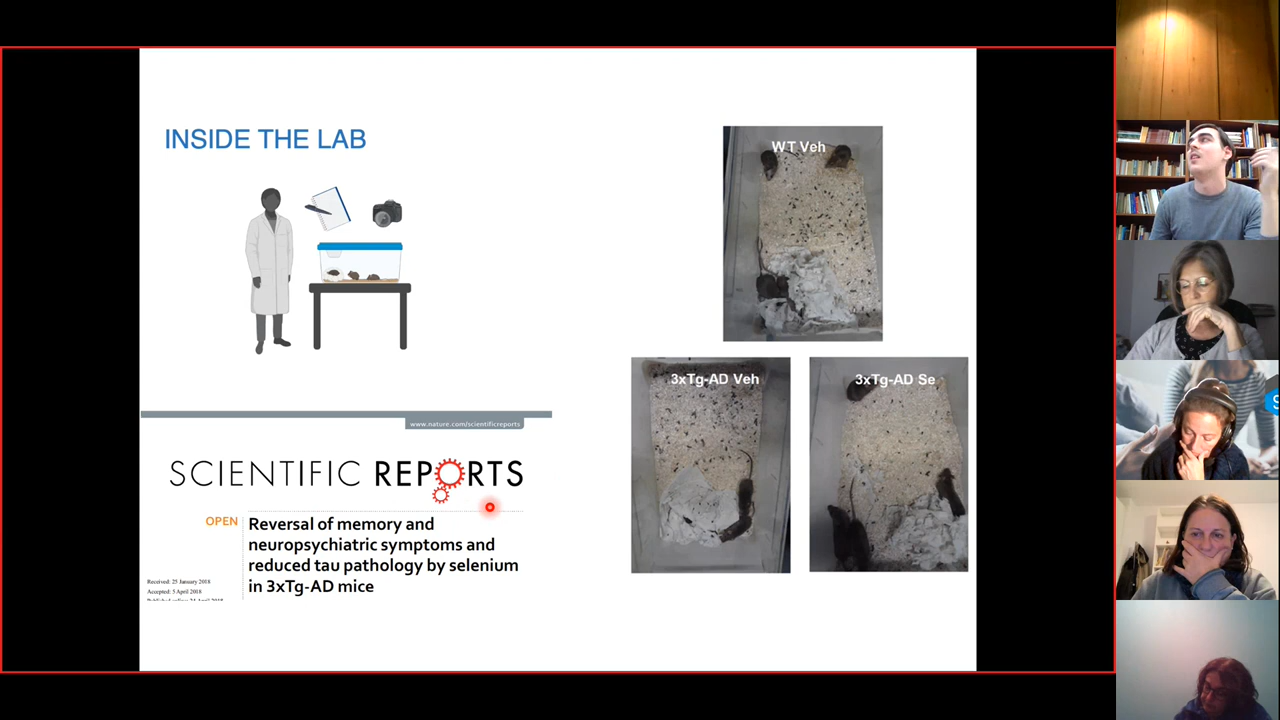 INSIDE THE LAB
WT Veh
3xTg-AD Veh
3xTg-AD Se
www.nature.com/scientificreports
SCIENTIFIC REPORTS
OPEN
Reversal of memory and
neuropsychiatric symptoms and
reduced tau pathology by selenium
in 3xTg-AD mice
Received: 25 January 2018
Accepted: 3 April 2018
S